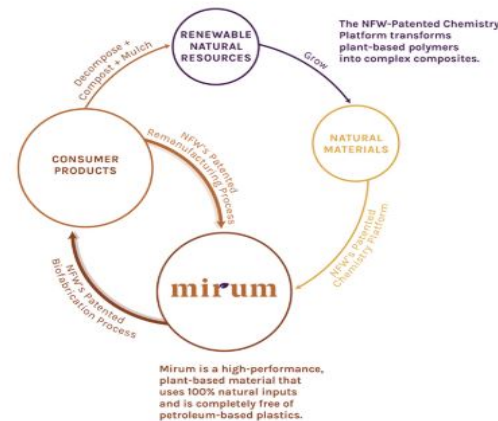 RENEWABLE
NATURAL
RESOURCES
The NFW-Patented Chemistry
Platform transforms
plant-based polymers
into complex composites.
Decompose +
Compost + Mulch
Grow
CONSUMER
PRODUCTS
NFW's Patented
Remanufacturing Process
NATURAL
MATERIALS
NFW's Patented
Chemistry Platform
mirum
NFW's Patented
Biofabrication Process
Mirum is a high-performance,
plant-based material that
uses 100% natural inputs
and is completely free of
petroleum-based plastics.